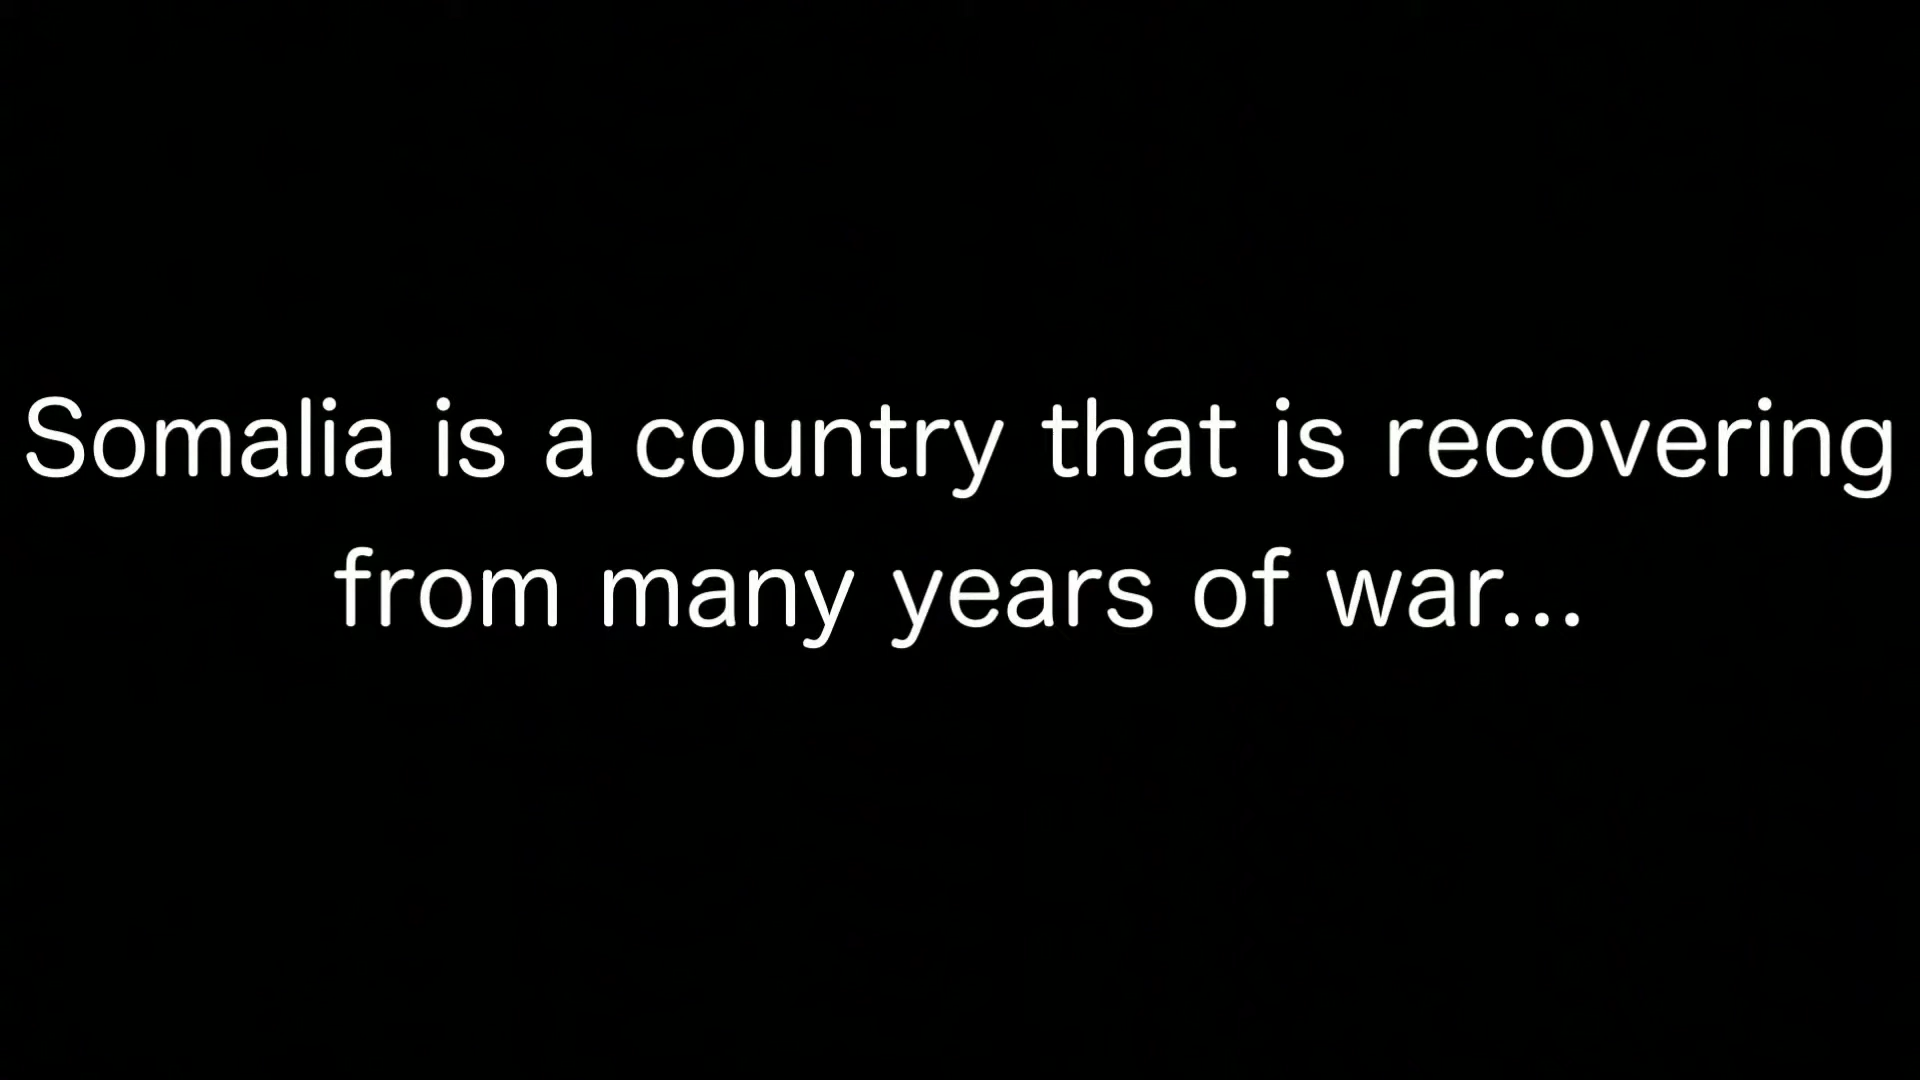 Somalia is a country that is recovering
from many years of war...